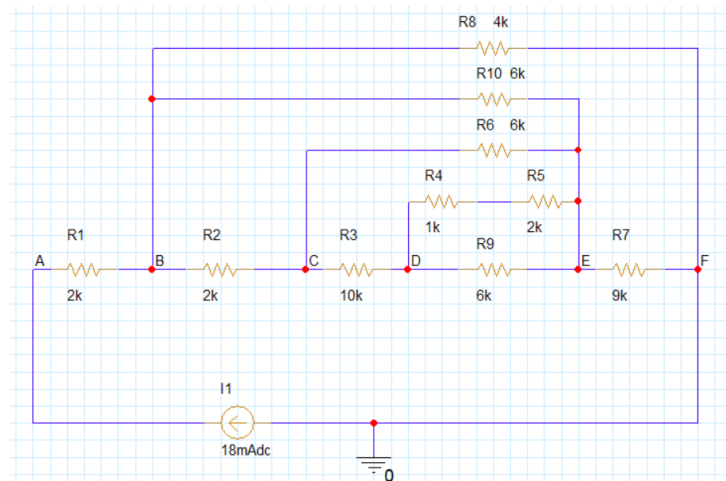 R8 4k
R10 6k
R6 6k
R4 R5
1k 2k
R1 R2 R3 R9 R7
A B C D E F
2k 2k 10k 6k 9k
I1
18mAdc
0